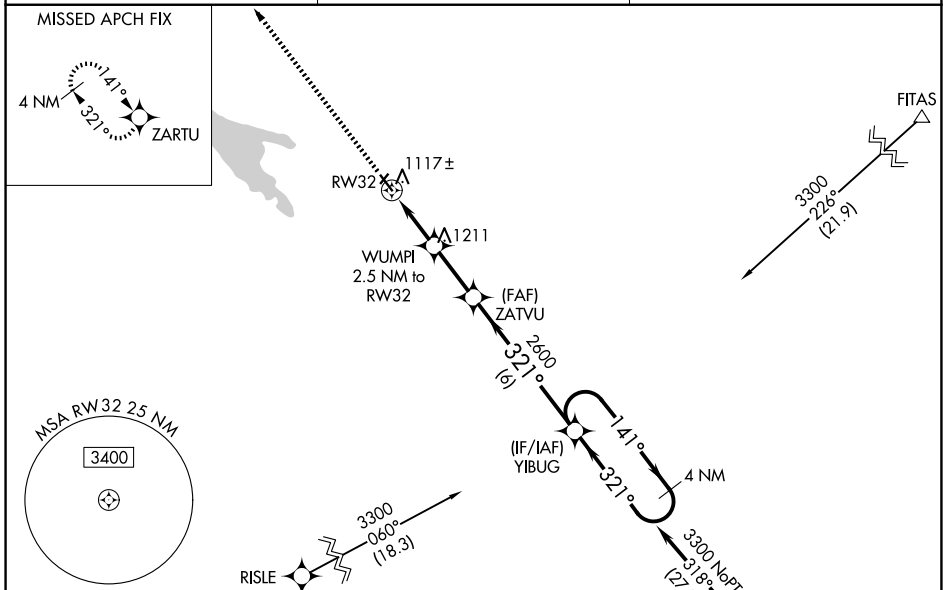 MISSED APCH FIX
4 NM
141°
321°
ZARTU
FITAS
3300
226°
(21.9)
RW32
1117±
1211
WUMPI
2.5 NM to
RW32
(FAF)
ZATVU
2600
321°
(6)
(IF/IAF)
YIBUG
141°
321°
4 NM
MSA RW32 25 NM
3400
3300
060°
(18.3)
RISLE
3300 NoPT
318°
(27